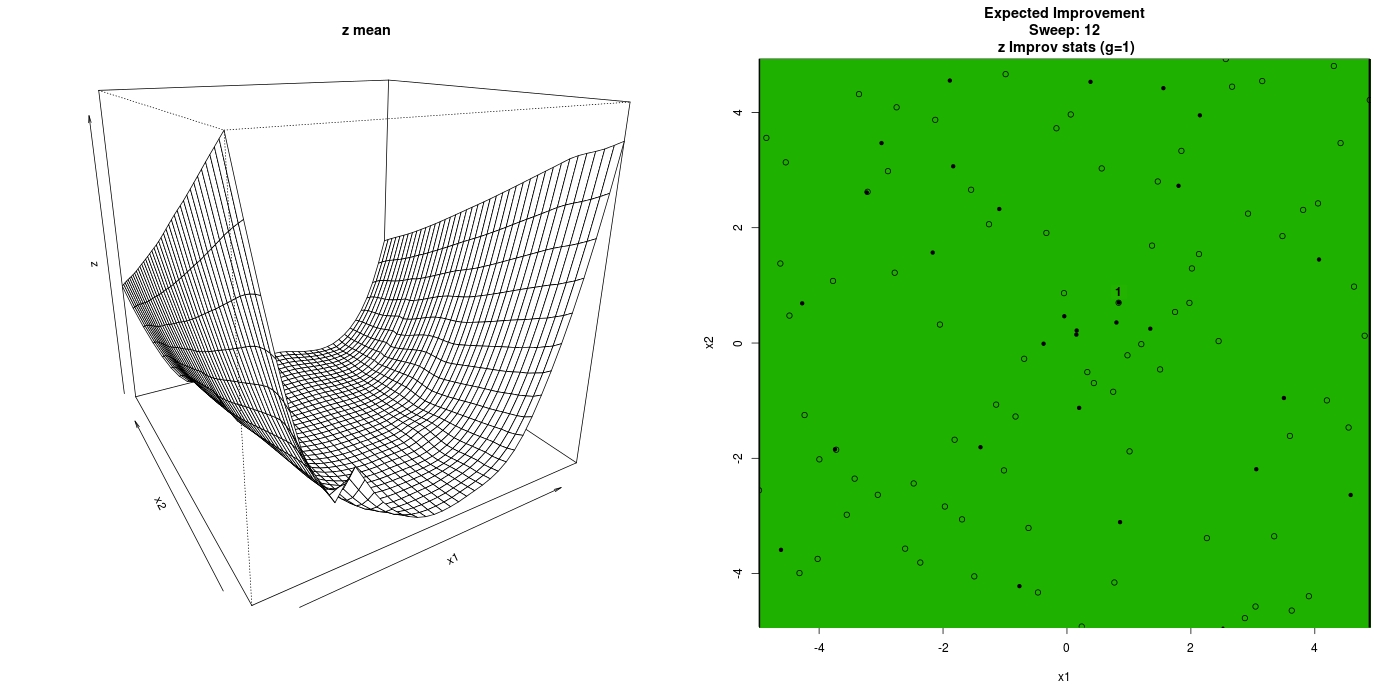 z mean
z
x2
x1
Expected Improvement
Sweep: 12
z Improv stats (g=1)
4
2
0
-2
-4
x2
1
-4
-2
0
2
4
x1